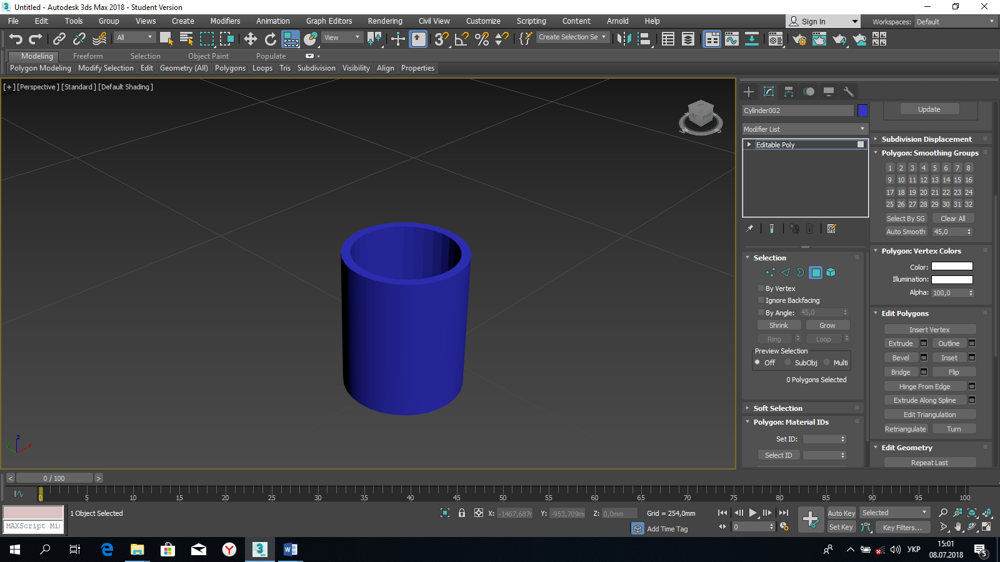 Untitled - Autodesk 3ds Max 2018 - Student Version
File Edit Tools Group Views Create Modifiers Animation Graph Editors Rendering Civil View Customize Scripting Content Arnold Help Sign In Workspaces: Default
All View Create Selection Se
Modeling Freeform Selection Object Paint Populate
Polygon Modeling Modify Selection Edit Geometry (All) Polygons Loops Tris Subdivision Visibility Align Properties
[+] [Perspective ] [Standard ] [Default Shading ]
Cylinder002
Modifier List
Editable Poly
Selection
By Vertex
Ignore Backfacing
By Angle: 45,0
Shrink Grow
Ring Loop
Preview Selection
Off SubObj Multi
0 Polygons Selected
Soft Selection
Polygon: Material IDs
Set ID:
Select ID
Update
Subdivision Displacement
Polygon: Smoothing Groups
1 2 3 4 5 6 7 8
9 10 11 12 13 14 15 16
17 18 19 20 21 22 23 24
25 26 27 28 29 30 31 32
Select By SG Clear All
Auto Smooth 45,0
Polygon: Vertex Colors
Color:
Illumination:
Alpha: 100,0
Edit Polygons
Insert Vertex
Extrude Outline
Bevel Inset
Bridge Flip
Hinge From Edge
Extrude Along Spline
Edit Triangulation
Retriangulate Turn
Edit Geometry
Repeat Last
z
x
y
< 0 / 100 >
0 5 10 15 20 25 30 35 40 45 50 55 60 65 70 75 80 85 90 95 100
1 Object Selected X: -1467,687m Y: -953,709m Z: 0,0mm Grid = 254,0mm Auto Key Selected
MAXScript Mi Add Time Tag 0 Set Key Key Filters...
УКР 15:01
08.07.2018 5